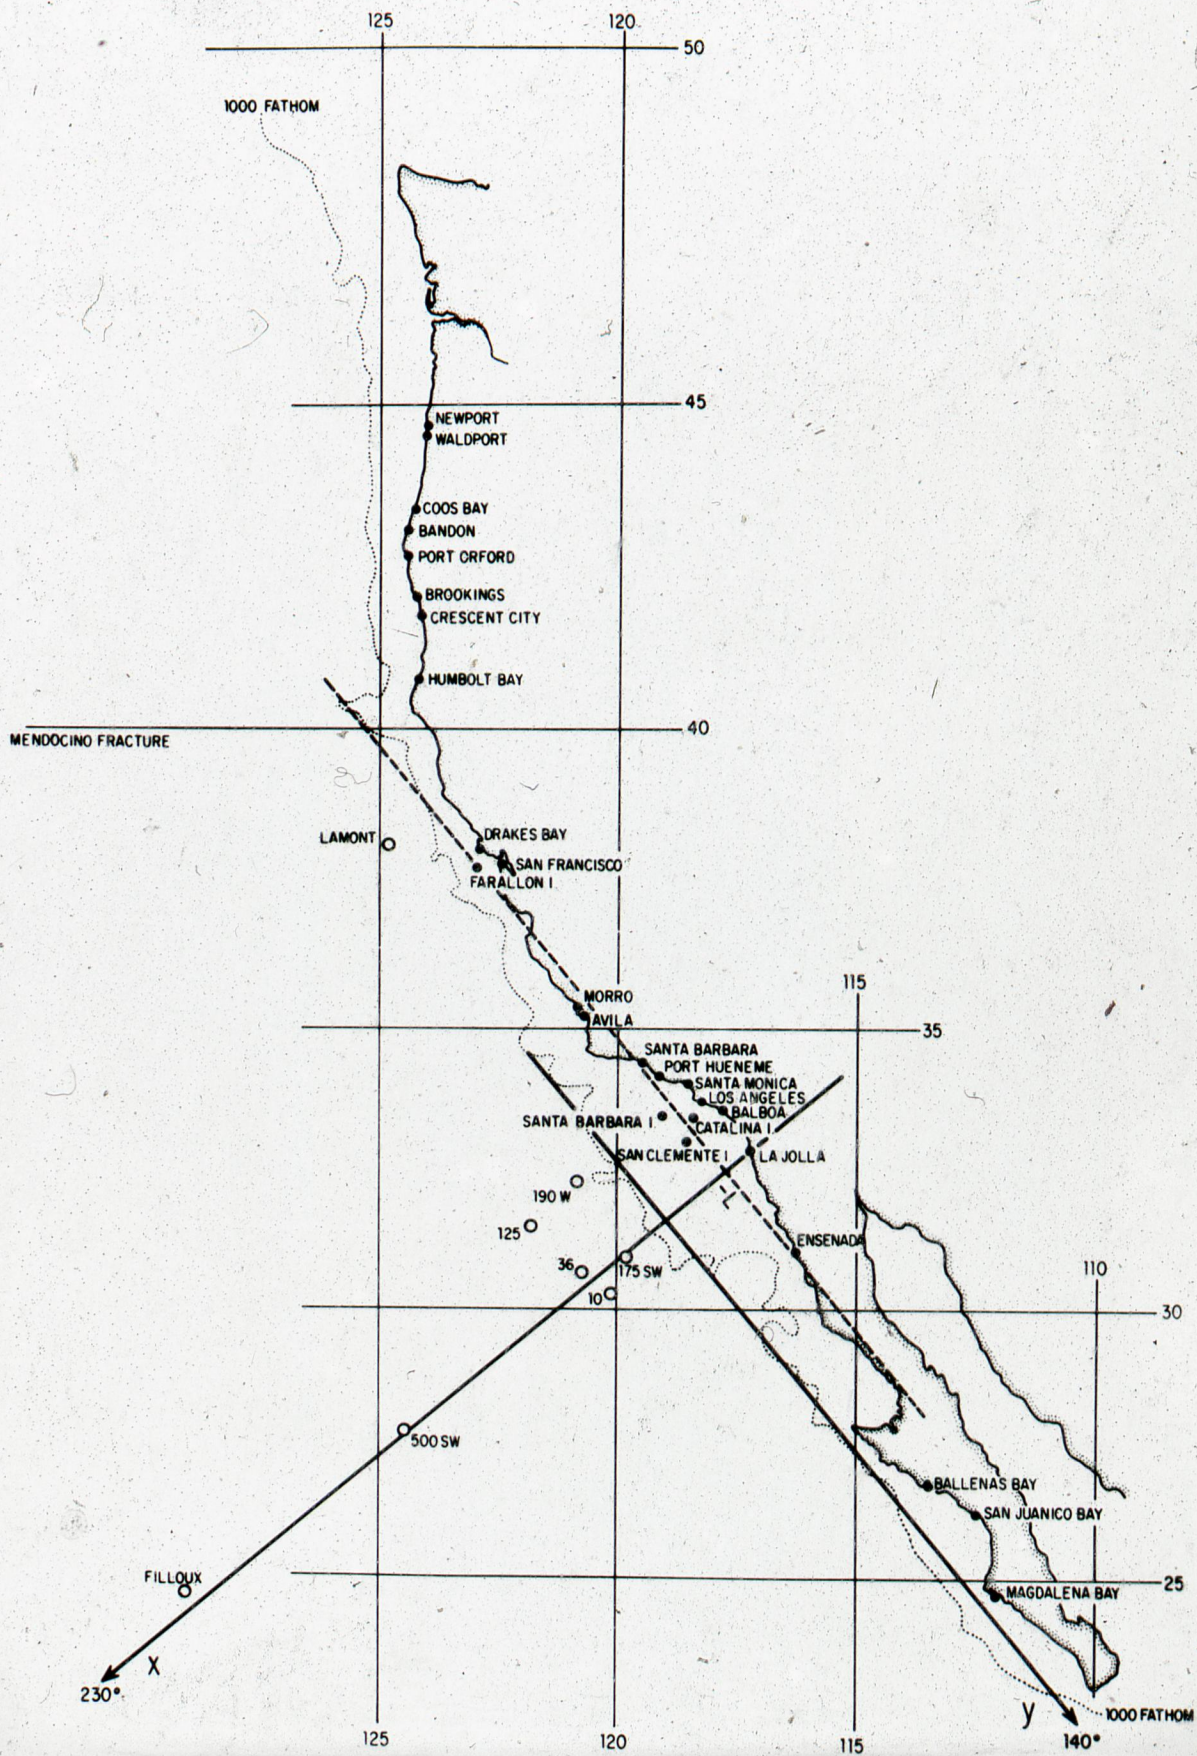 125
120
50
1000 FATHOM
45
NEWPORT
WALDPORT
COOS BAY
BANDON
PORT ORFORD
BROOKINGS
CRESCENT CITY
HUMBOLT BAY
40
MENDOCINO FRACTURE
LAMONT
DRAKES BAY
SAN FRANCISCO
FARALLON I.
115
MORRO
AVILA
35
SANTA BARBARA
PORT HUENEME
SANTA MONICA
LOS ANGELES
BALBOA
SANTA BARBARA I.
CATALINA I.
SAN CLEMENTE I
LA JOLLA
190 W
-L
125
ENSENADA
36
175 SW
110
10
30
500 SW
BALLENAS BAY
SAN JUANICO BAY
FILLOUX
25
MAGDALENA BAY
X
230°
y
1000 FATHOM
125
120
115
140°